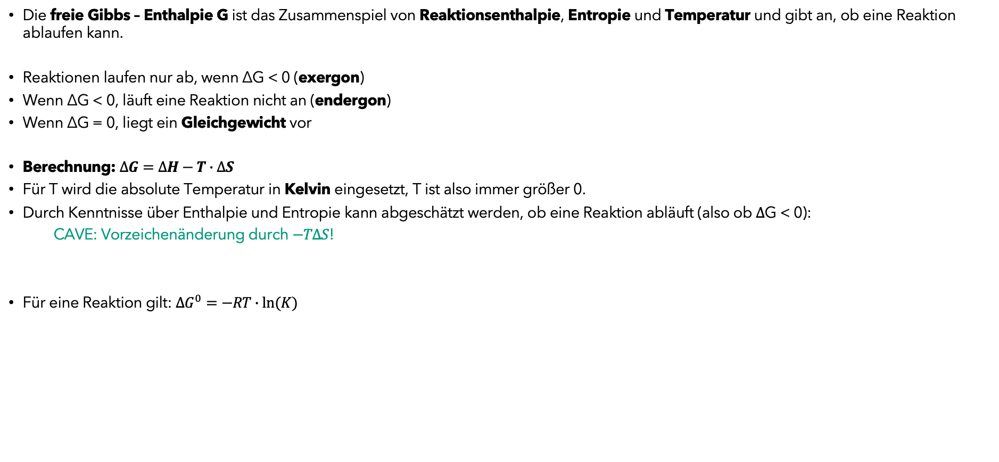 • Die freie Gibbs – Enthalpie G ist das Zusammenspiel von Reaktionsenthalpie, Entropie und Temperatur und gibt an, ob eine Reaktion
ablaufen kann.
• Reaktionen laufen nur ab, wenn ΔG < 0 (exergon)
• Wenn ΔG < 0, läuft eine Reaktion nicht an (endergon)
• Wenn ΔG = 0, liegt ein Gleichgewicht vor
• Berechnung: ΔG = ΔH − T · ΔS
• Für T wird die absolute Temperatur in Kelvin eingesetzt, T ist also immer größer 0.
• Durch Kenntnisse über Enthalpie und Entropie kann abgeschätzt werden, ob eine Reaktion abläuft (also ob ΔG < 0):
CAVE: Vorzeichenänderung durch −TΔS!
• Für eine Reaktion gilt: ΔG⁰ = −RT · ln(K)